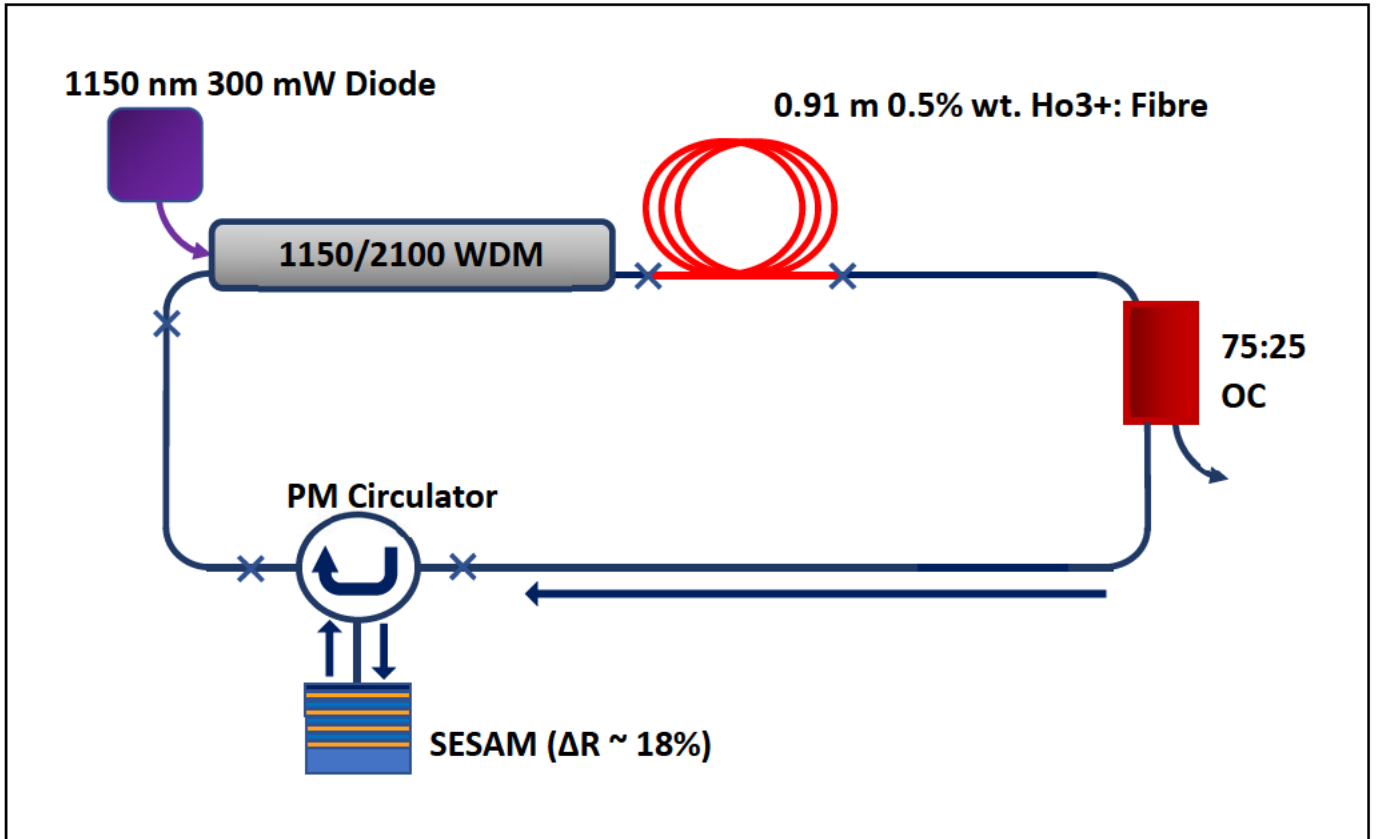 1150 nm 300 mW Diode
0.91 m 0.5% wt. Ho3+: Fibre
1150/2100 WDM
75:25
OC
PM Circulator
SESAM (ΔR ~ 18%)